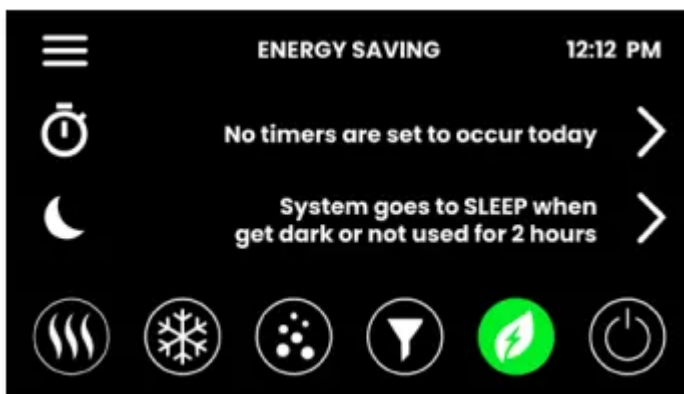 ENERGY SAVING 12:12 PM
No timers are set to occur today
System goes to SLEEP when
get dark or not used for 2 hours